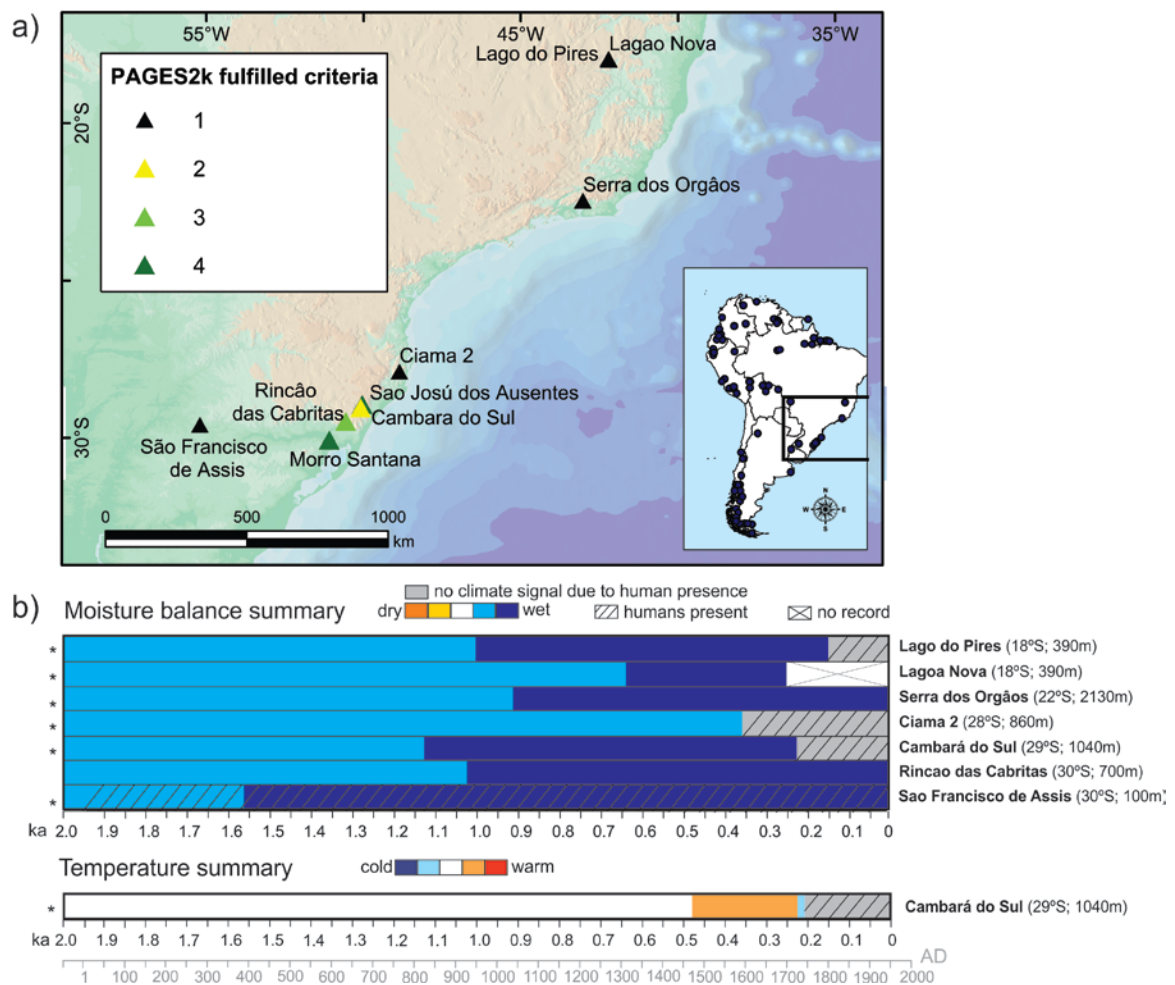 a)
55°W
45°W
35°W
20°S
30°S
PAGES2k fulfilled criteria
1
2
3
4
Lago do Pires
Lagao Nova
Serra dos Orgâos
Ciama 2
Sao Josú dos Ausentes
Rincâo
das Cabritas
Cambara do Sul
São Francisco
de Assis
Morro Santana
0 500 1000
km
N
W E
S
b)
Moisture balance summary
no climate signal due to human presence
dry wet
humans present
no record
* Lago do Pires (18ºS; 390m)
* Lagoa Nova (18ºS; 390m)
* Serra dos Orgâos (22ºS; 2130m)
* Ciama 2 (28ºS; 860m)
* Cambará do Sul (29ºS; 1040m)
Rincao das Cabritas (30ºS; 700m)
* Sao Francisco de Assis (30ºS; 100m)
ka 2.0 1.9 1.8 1.7 1.6 1.5 1.4 1.3 1.2 1.1 1.0 0.9 0.8 0.7 0.6 0.5 0.4 0.3 0.2 0.1 0
Temperature summary
cold warm
* Cambará do Sul (29ºS; 1040m)
ka 2.0 1.9 1.8 1.7 1.6 1.5 1.4 1.3 1.2 1.1 1.0 0.9 0.8 0.7 0.6 0.5 0.4 0.3 0.2 0.1 0
AD
1 100 200 300 400 500 600 700 800 900 1000 1100 1200 1300 1400 1500 1600 1700 1800 1900 2000